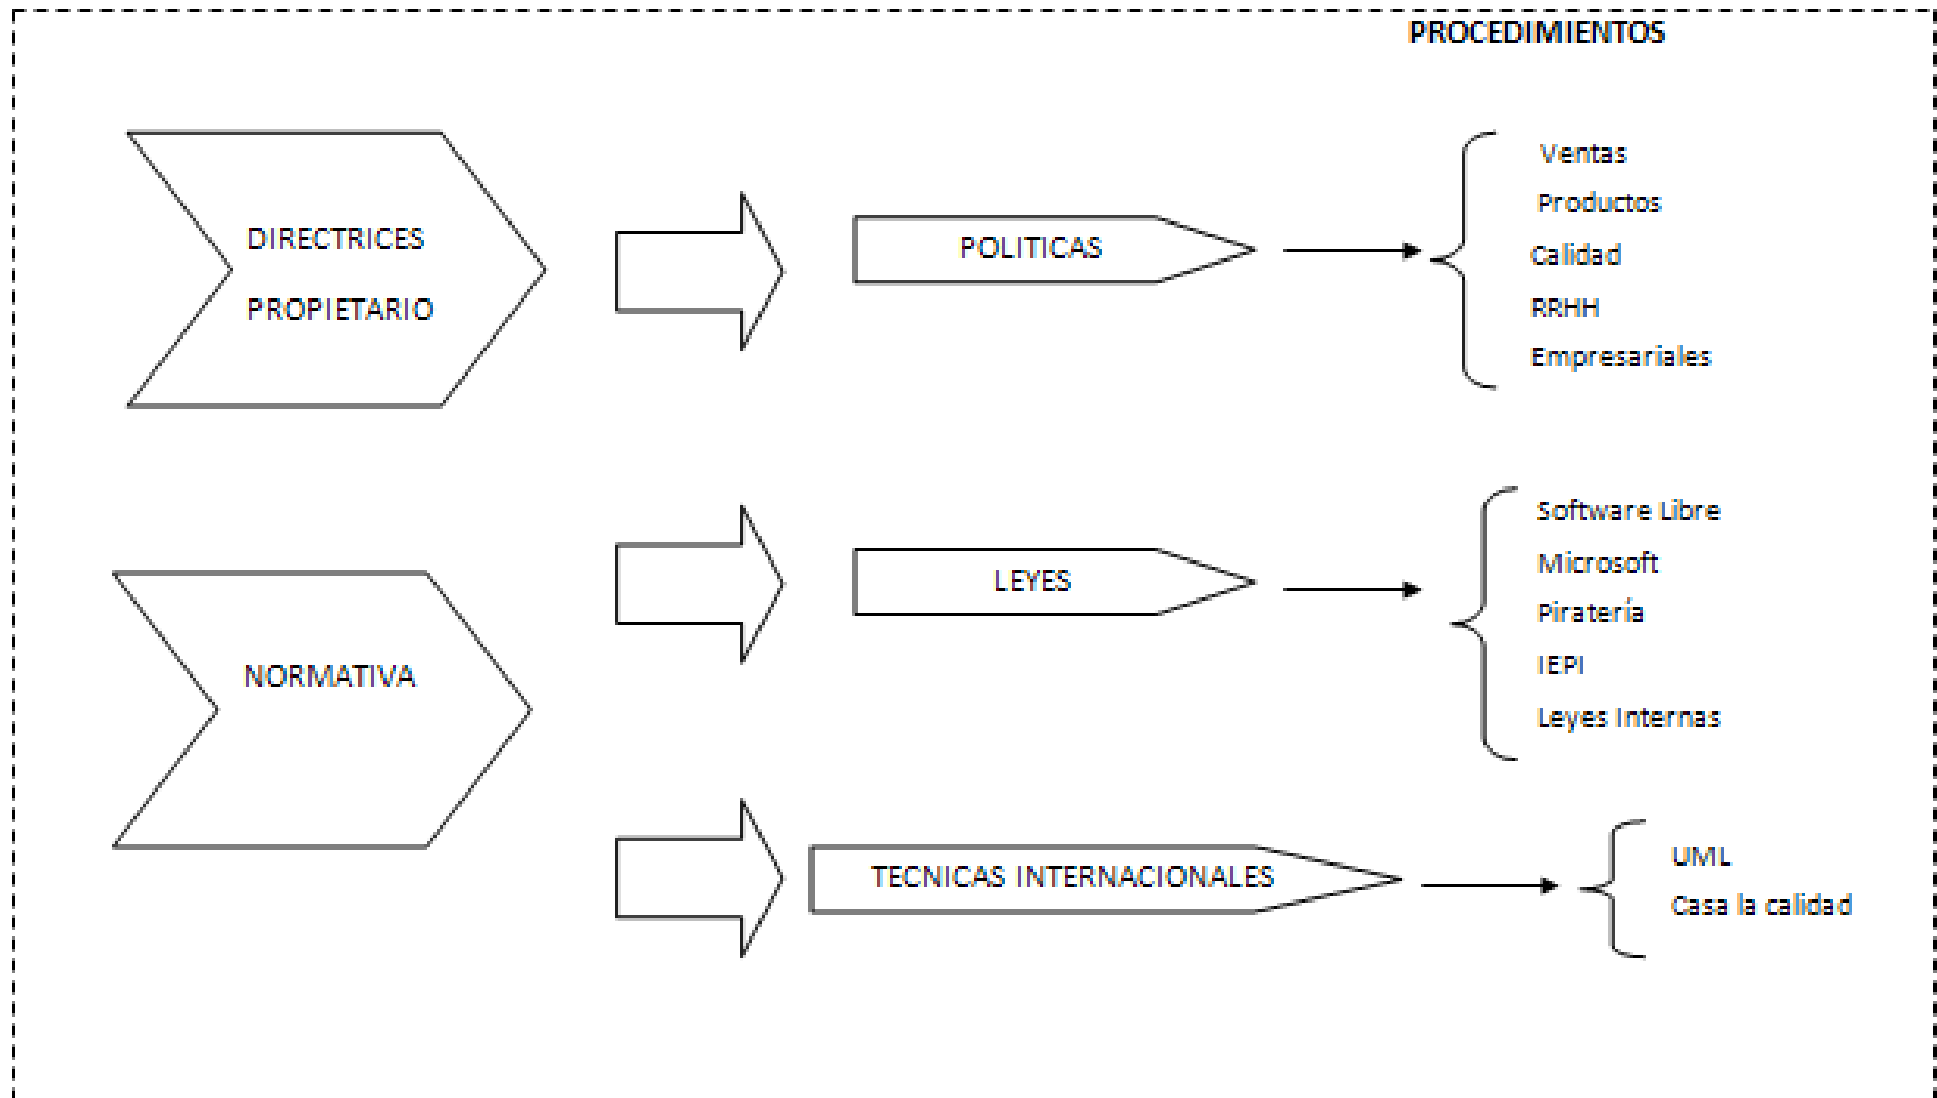 PROCEDIMIENTOS
DIRECTRICES
PROPIETARIO
POLITICAS
Ventas
Productos
Calidad
RRHH
Empresariales
NORMATIVA
LEYES
Software Libre
Microsoft
Piratería
IEPI
Leyes Internas
TECNICAS INTERNACIONALES
UML
Casa la calidad